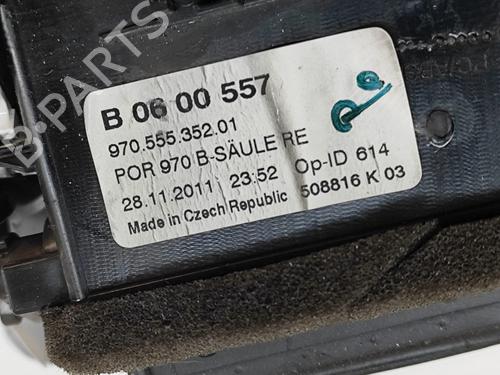 B-PARTS
B 06 00 557
970.555.352.01
POR 970 B-SÄULE RE
28.11.2011 23:52 Op-ID 614
Made in Czech Republic 508816 K 03